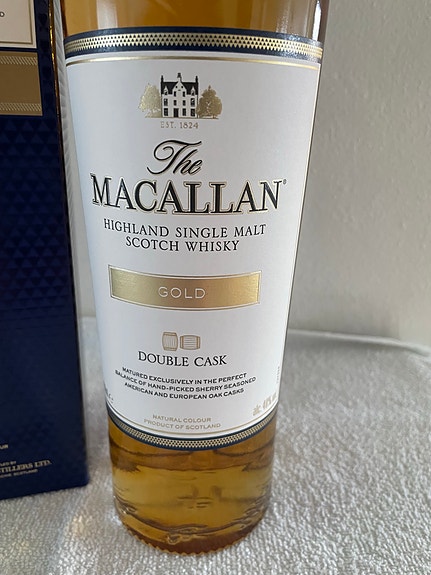 EST. 1824
The
MACALLAN
HIGHLAND SINGLE MALT
SCOTCH WHISKY
GOLD
DOUBLE CASK
MATURED EXCLUSIVELY IN THE PERFECT
BALANCE OF HAND-PICKED SHERRY SEASONED
AMERICAN AND EUROPEAN OAK CASKS
NATURAL COLOUR
PRODUCT OF SCOTLAND